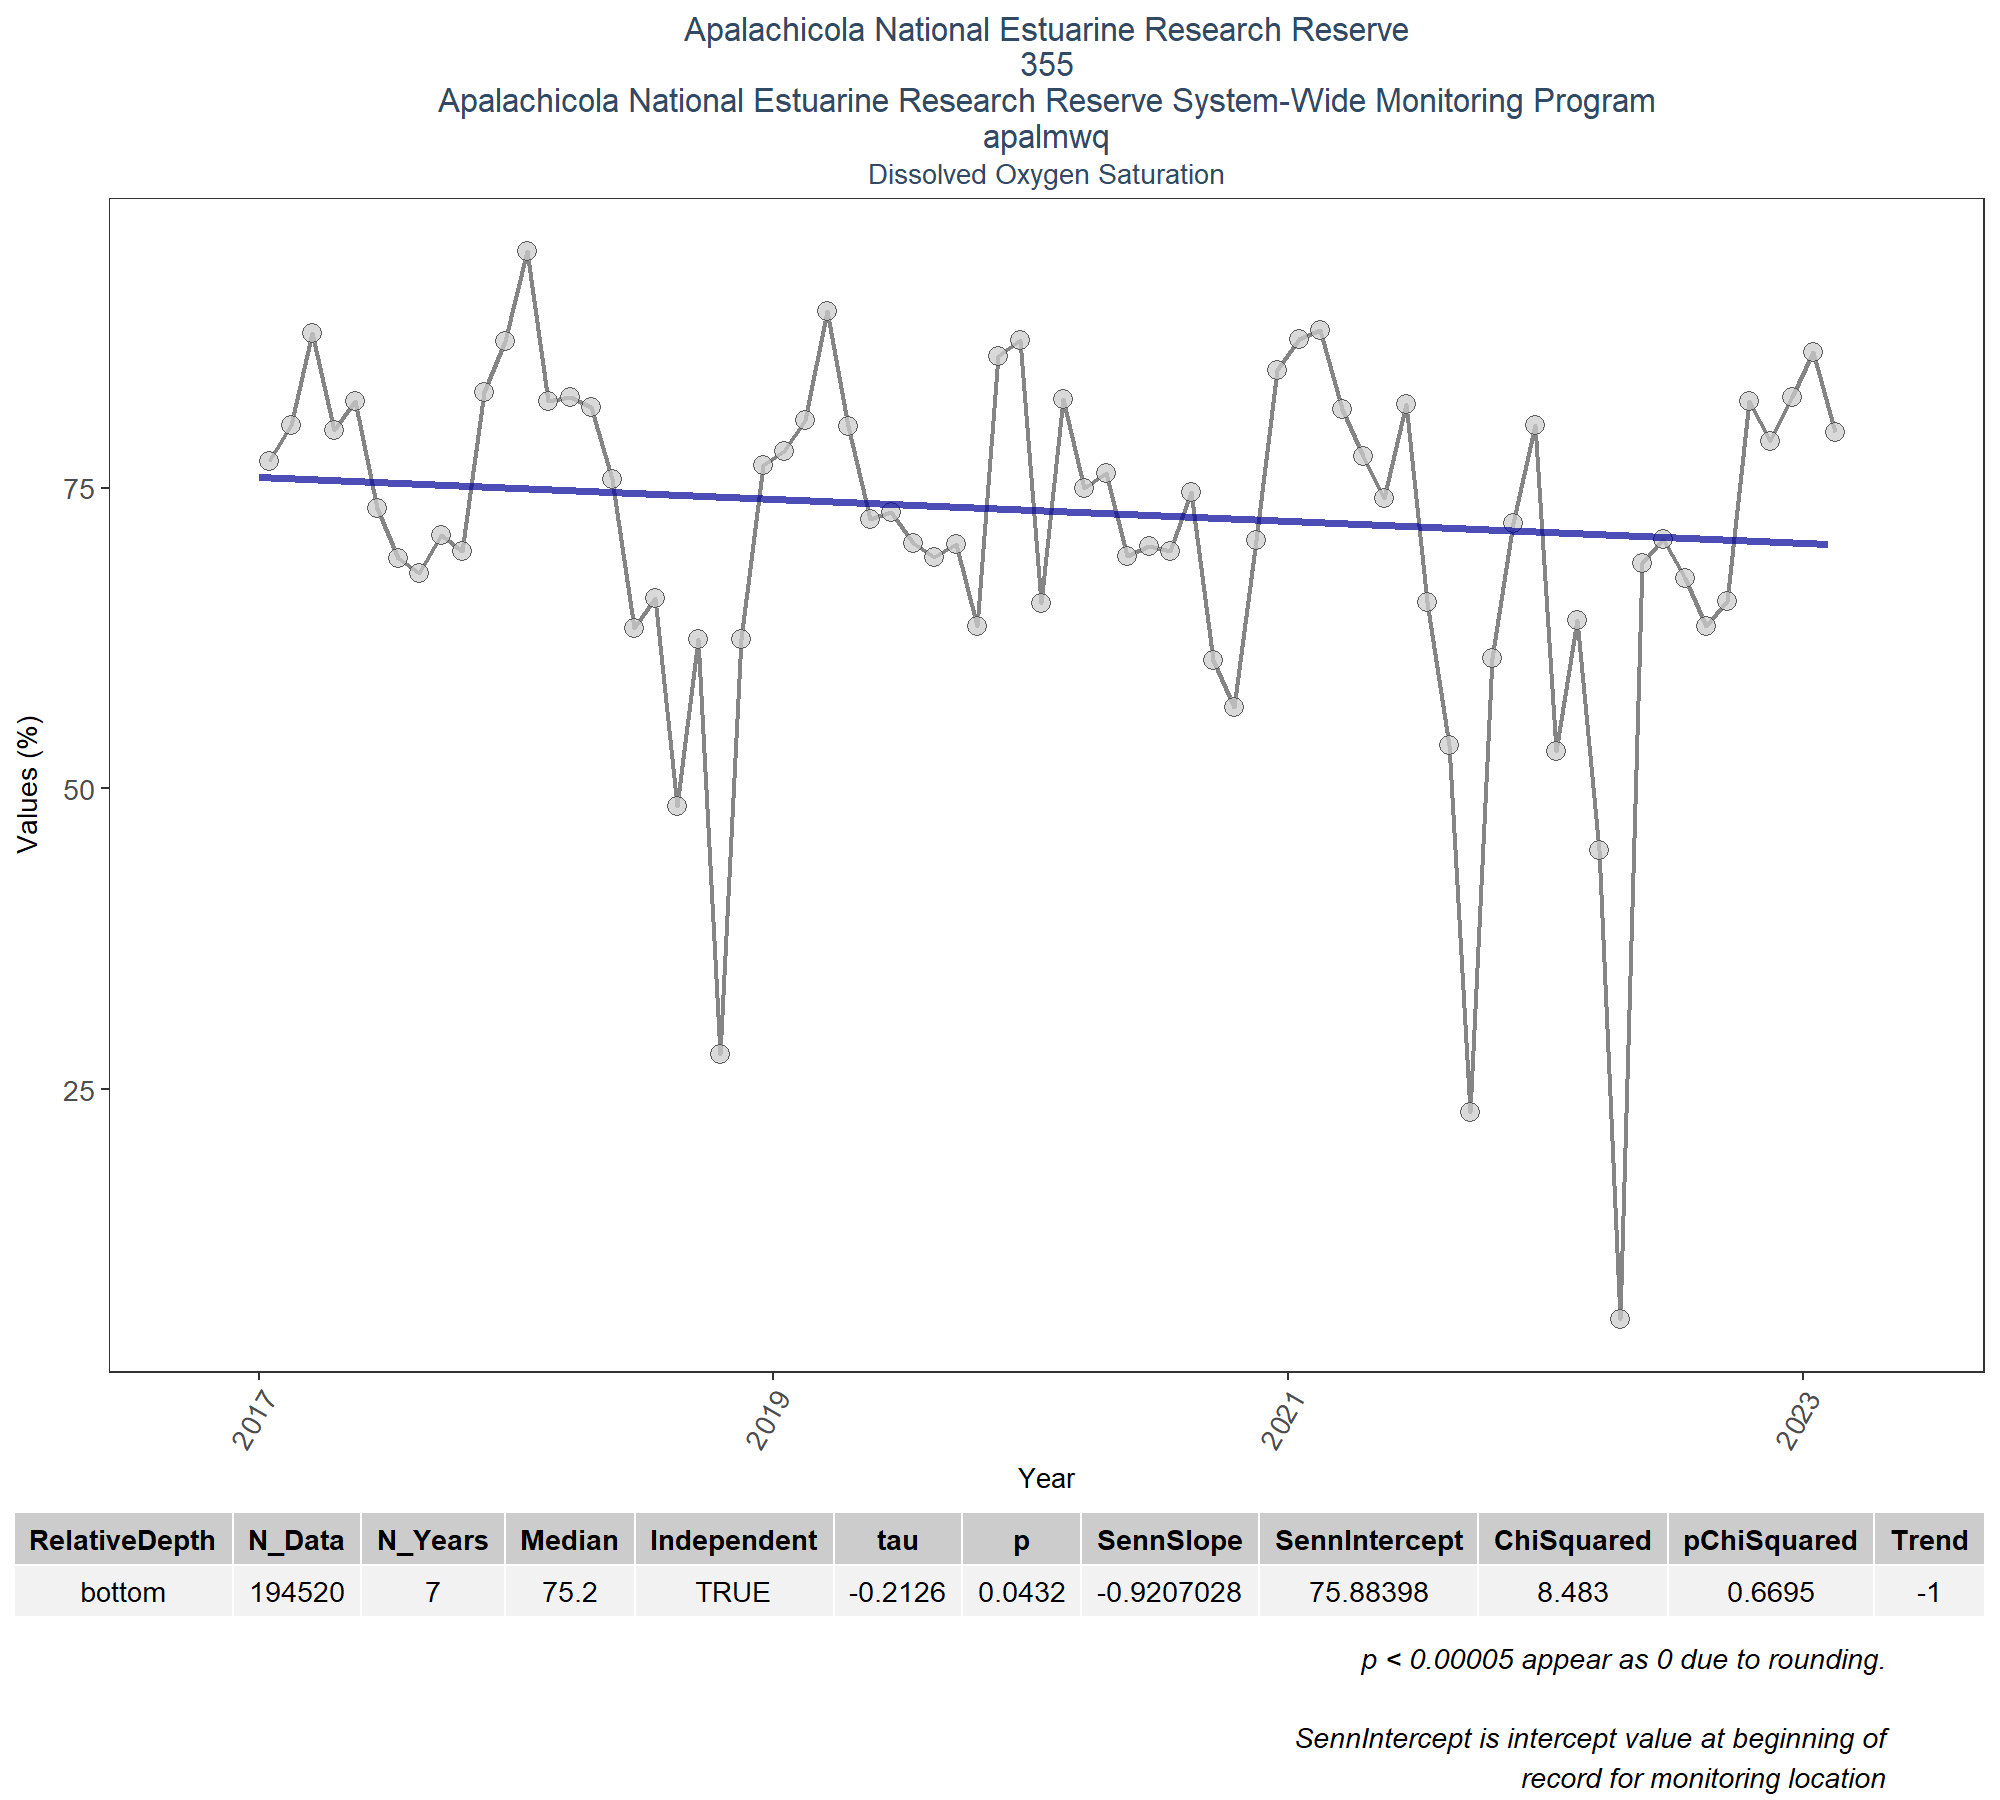 Apalachicola National Estuarine Research Reserve
355
Apalachicola National Estuarine Research Reserve System-Wide Monitoring Program
apalmwq
Dissolved Oxygen Saturation
Values (%)
75
50
25
2017
2019
2021
2023
Year
RelativeDepth N_Data N_Years Median Independent tau p SennSlope SennIntercept ChiSquared pChiSquared Trend
bottom 194520 7 75.2 TRUE -0.2126 0.0432 -0.9207028 75.88398 8.483 0.6695 -1
p < 0.00005 appear as 0 due to rounding.
SennIntercept is intercept value at beginning of
record for monitoring location